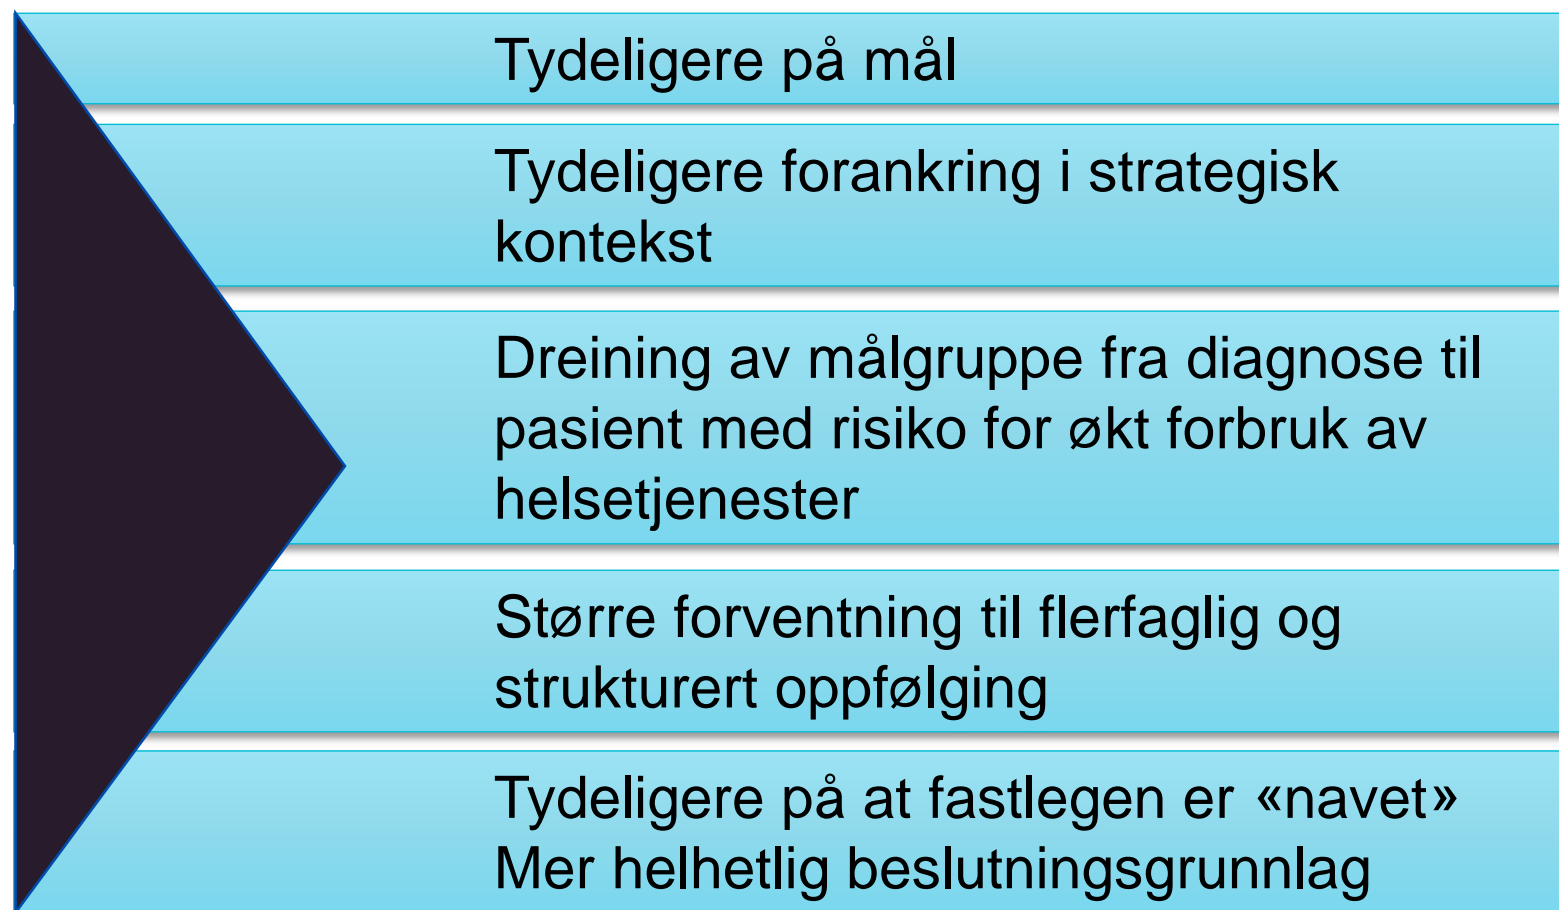 Tydeligere på mål
Tydeligere forankring i strategisk
kontekst
Dreining av målgruppe fra diagnose til
pasient med risiko for økt forbruk av
helsetjenester
Større forventning til flerfaglig og
strukturert oppfølging
Tydeligere på at fastlegen er «navet»
Mer helhetlig beslutningsgrunnlag